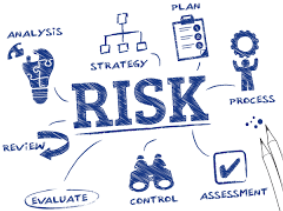 PLAN
ANALYSIS
STRATEGY
RISK
PROCESS
REVIEW
EVALUATE
CONTROL
ASSESSMENT